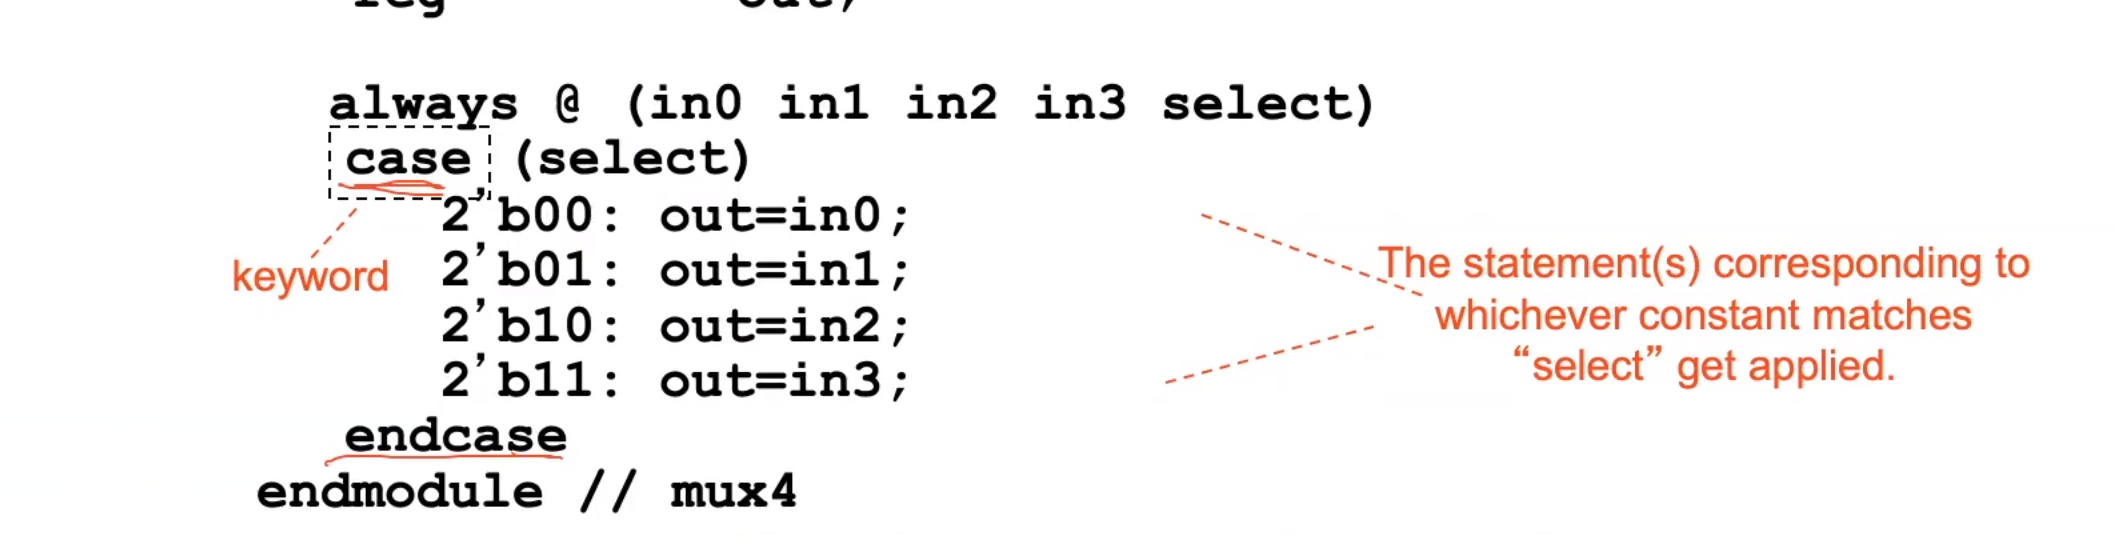 reg out;
always @ (in0 in1 in2 in3 select)
case (select)
2’b00: out=in0;
2’b01: out=in1;
2’b10: out=in2;
2’b11: out=in3;
endcase
endmodule // mux4
keyword
The statement(s) corresponding to
whichever constant matches
“select” get applied.